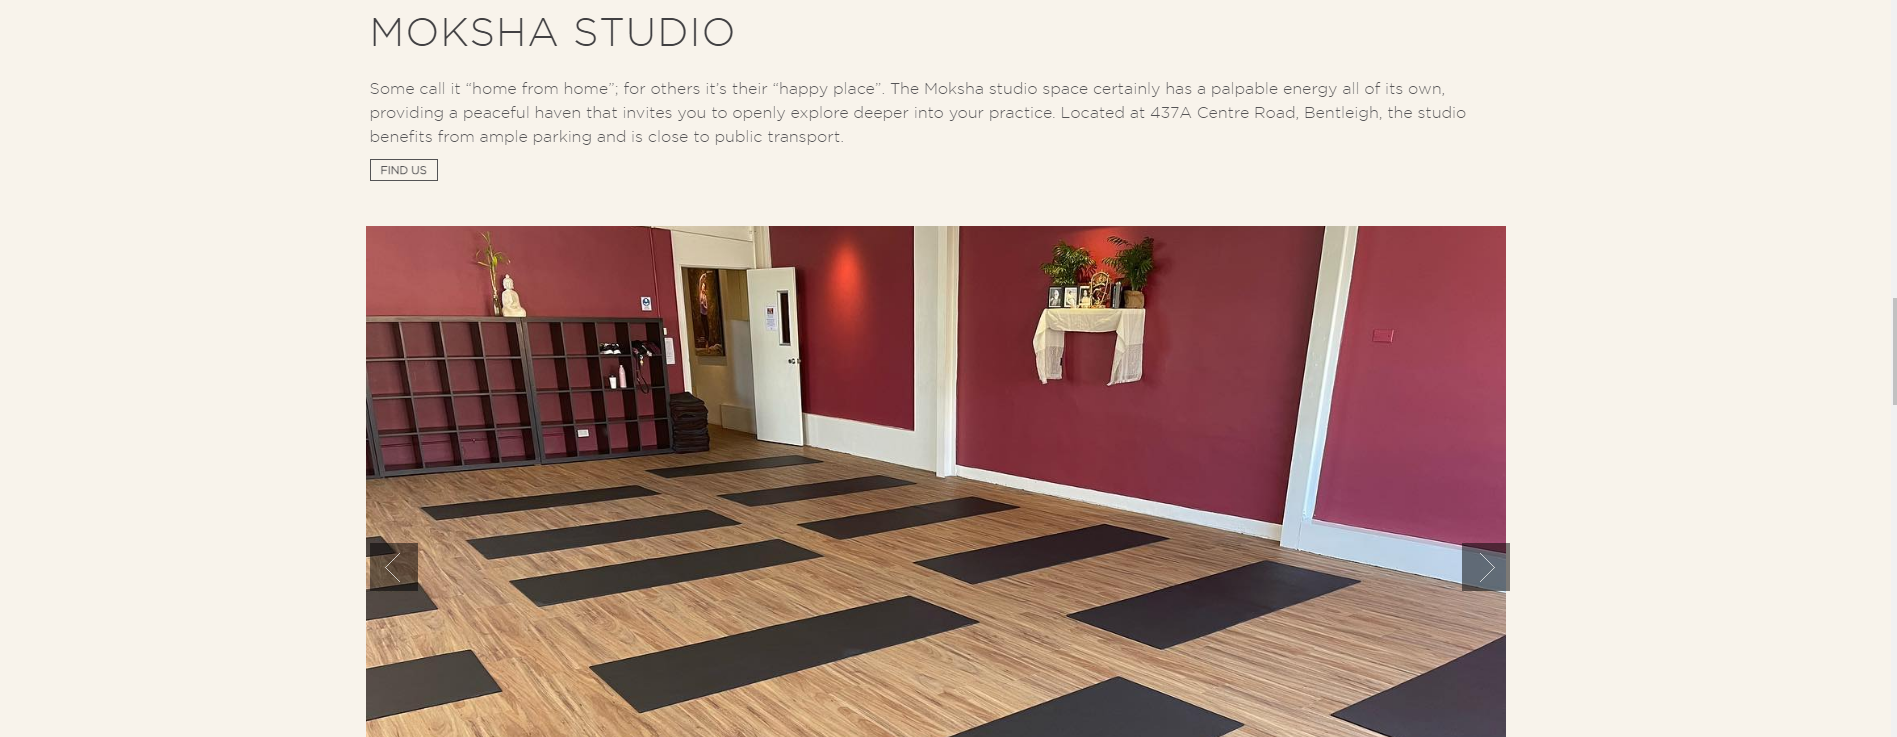 MOKSHA STUDIO
Some call it “home from home”; for others it’s their “happy place”. The Moksha studio space certainly has a palpable energy all of its own,
providing a peaceful haven that invites you to openly explore deeper into your practice. Located at 437A Centre Road, Bentleigh, the studio
benefits from ample parking and is close to public transport.
FIND US